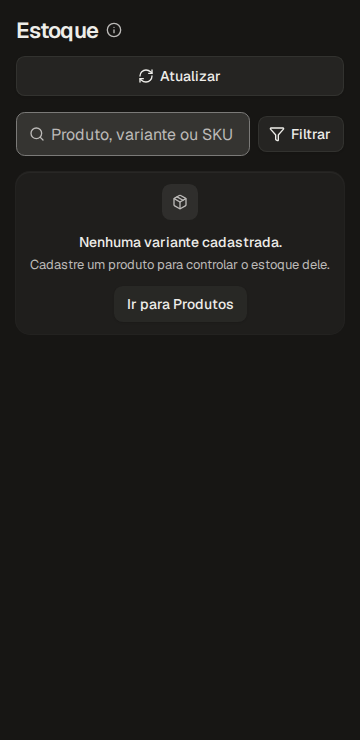 Estoque
Atualizar
Produto, variante ou SKU
Filtrar
Nenhuma variante cadastrada.
Cadastre um produto para controlar o estoque dele.
Ir para Produtos